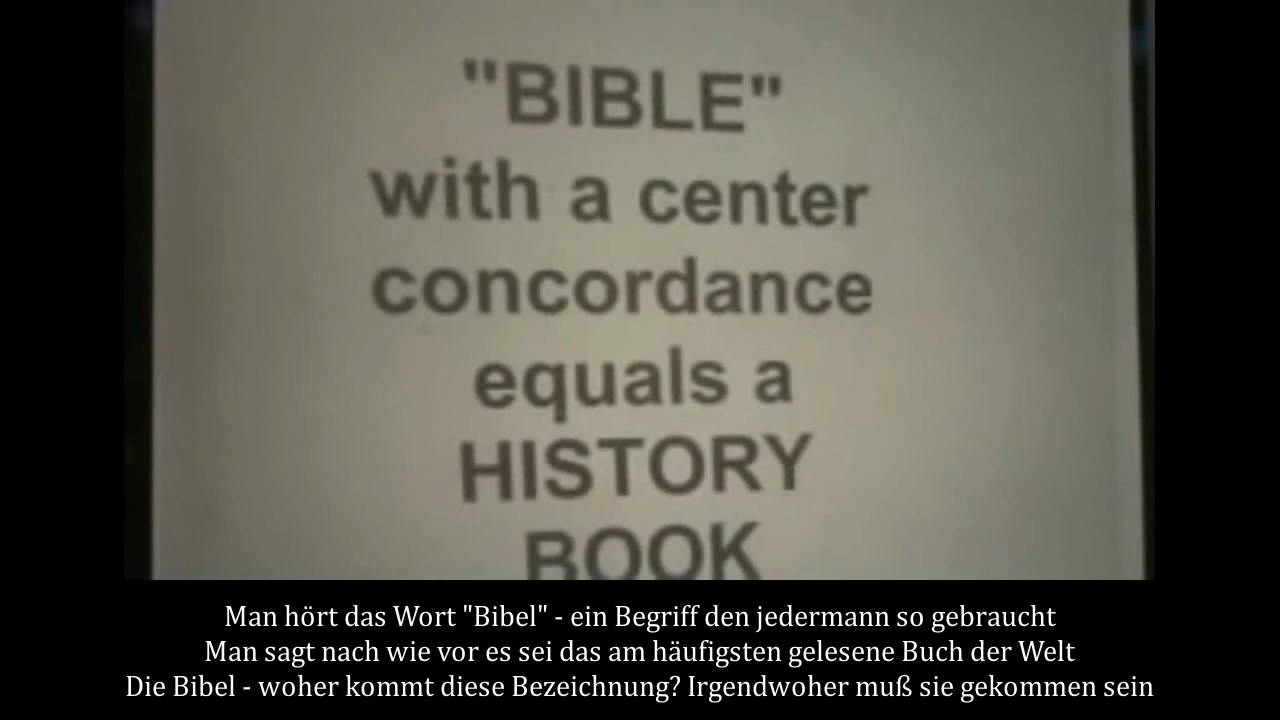 "BIBLE"
with a center
concordance
equals a
HISTORY
BOOK
Man hört das Wort "Bibel" - ein Begriff den jedermann so gebraucht
Man sagt nach wie vor es sei das am häufigsten gelesene Buch der Welt
Die Bibel - woher kommt diese Bezeichnung? Irgendwoher muß sie gekommen sein